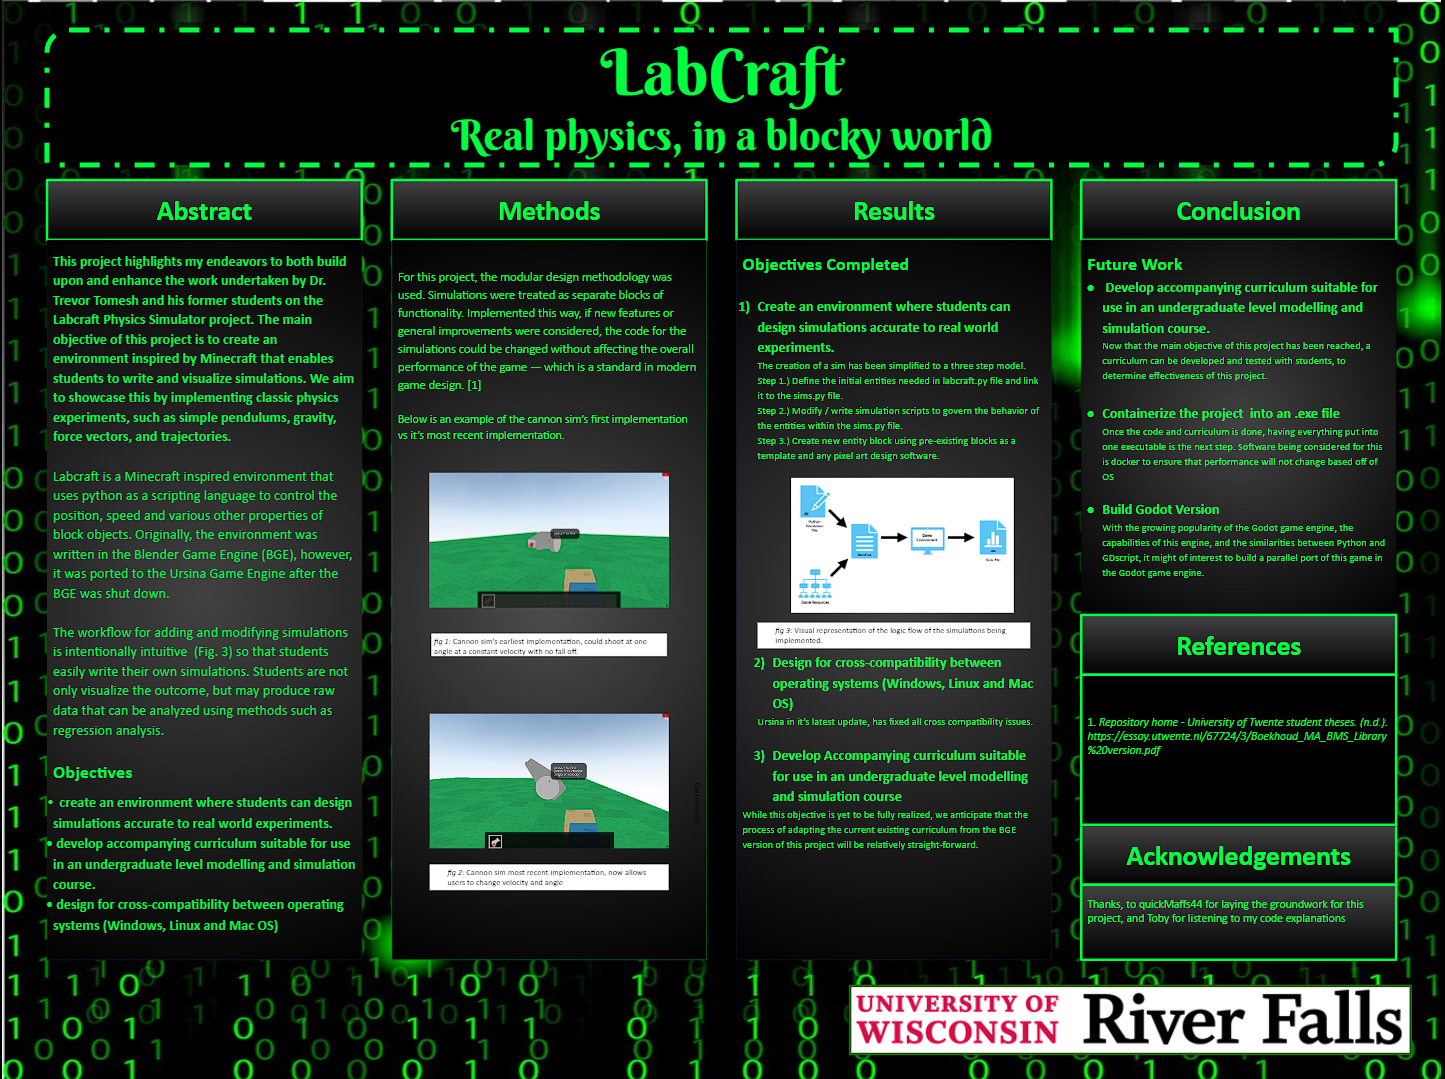 LabCraft
Real physics, in a blocky world
Abstract
This project highlights my endeavors to both build
upon and enhance the work undertaken by Dr.
Trevor Tomesh and his former students on the
Labcraft Physics Simulator project. The main
objective of this project is to create an
environment inspired by Minecraft that enables
students to write and visualize simulations. We aim
to showcase this by implementing classic physics
experiments, such as simple pendulums, gravity,
force vectors, and trajectories.
Labcraft is a Minecraft inspired environment that
uses python as a scripting language to control the
position, speed and various other properties of
block objects. Originally, the environment was
written in the Blender Game Engine (BGE), however,
it was ported to the Ursina Game Engine after the
BGE was shut down.
The workflow for adding and modifying simulations
is intentionally intuitive (Fig. 3) so that students
easily write their own simulations. Students are not
only visualize the outcome, but may produce raw
data that can be analyzed using methods such as
regression analysis.
Objectives
• create an environment where students can design
simulations accurate to real world experiments.
• develop accompanying curriculum suitable for use
in an undergraduate level modelling and simulation
course.
• design for cross-compatibility between operating
systems (Windows, Linux and Mac OS)
Methods
For this project, the modular design methodology was
used. Simulations were treated as separate blocks of
functionality. Implemented this way, if new features or
general improvements were considered, the code for the
simulations could be changed without affecting the overall
performance of the game — which is a standard in modern
game design. [1]
Below is an example of the cannon sim's first implementation
vs it's most recent implementation.
fig 1: Cannon sim's earliest implementation, could shoot at one
angle at a constant velocity with no fall off.
fig 2: Cannon sim most recent implementation, now allows
users to change velocity and angle
Results
Objectives Completed
1) Create an environment where students can
design simulations accurate to real world
experiments.
The creation of a sim has been simplified to a three step model.
Step 1.) Define the initial entities needed in labcraft.py file and link
it to the sims.py file.
Step 2.) Modify / write simulation scripts to govern the behavior of
the entities within the sims.py file.
Step 3.) Create new entity block using pre-existing blocks as a
template and any pixel art design software.
Python
Simulation
File
Game
Environment
Game Resources
fig 3: Visual representation of the logic flow of the simulations being
implemented.
2) Design for cross-compatibility between
operating systems (Windows, Linux and Mac
OS)
Ursina in it's latest update, has fixed all cross compatibility issues.
3) Develop Accompanying curriculum suitable
for use in an undergraduate level modelling
and simulation course
While this objective is yet to be fully realized, we anticipate that the
process of adapting the current existing curriculum from the BGE
version of this project will be relatively straight-forward.
Conclusion
Future Work
• Develop accompanying curriculum suitable for
use in an undergraduate level modelling and
simulation course.
Now that the main objective of this project has been reached, a
curriculum can be developed and tested with students, to
determine effectiveness of this project.
• Containerize the project into an .exe file
Once the code and curriculum is done, having everything put into
one executable is the next step. Software being considered for this
is docker to ensure that performance will not change based off of
OS
• Build Godot Version
With the growing popularity of the Godot game engine, the
capabilities of this engine, and the similarities between Python and
GDscript, it might of interest to build a parallel port of this game in
the Godot game engine.
References
1. Repository home - University of Twente student theses. (n.d.).
https://essay.utwente.nl/67724/3/Boekhoud_MA_BMS_Library
%20version.pdf
Acknowledgements
Thanks, to quickMaffs44 for laying the groundwork for this
project, and Toby for listening to my code explanations
UNIVERSITY OF
WISCONSIN
River Falls